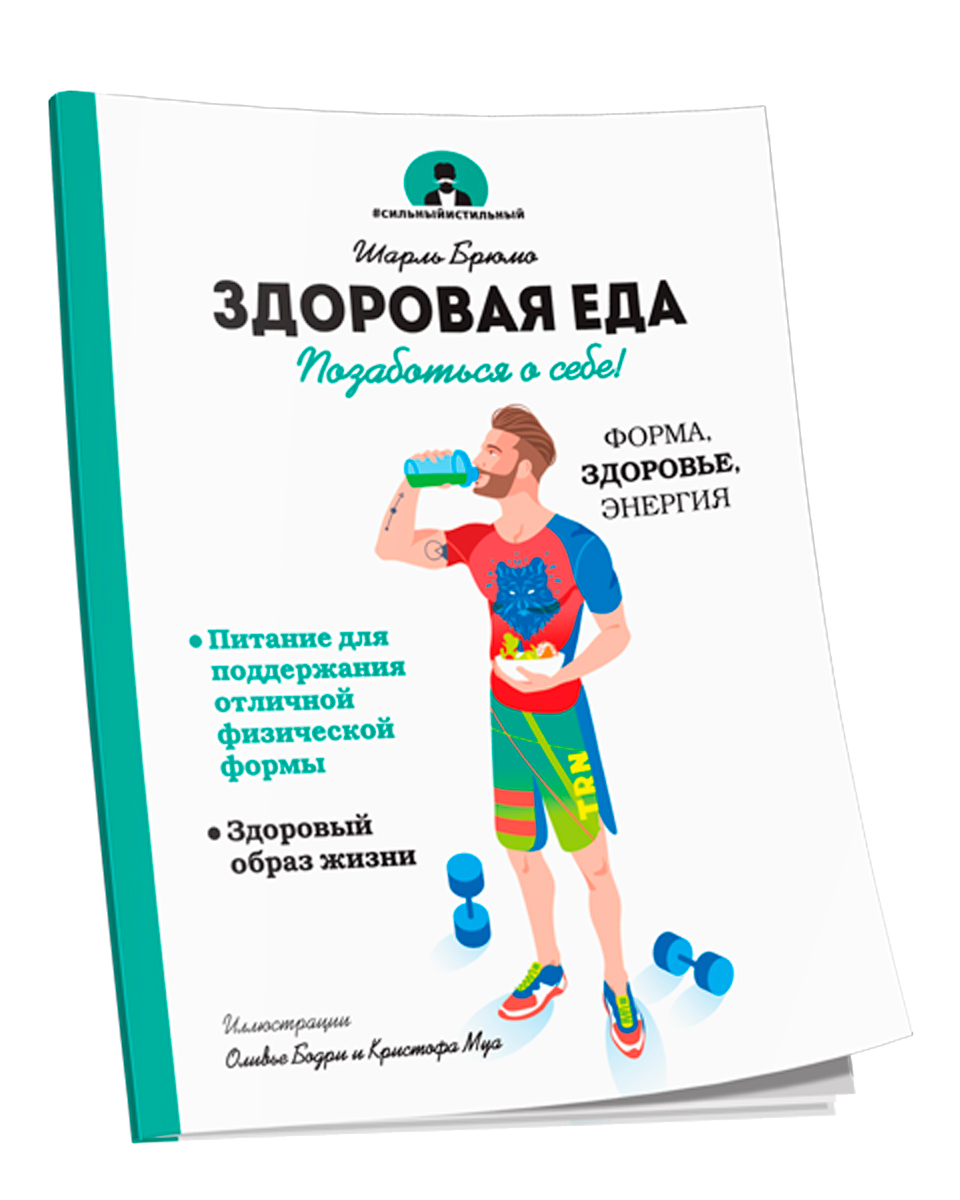 #СИЛЬНЫЙИСТИЛЬНЫЙ
Шарль Брюмо
ЗДОРОВАЯ ЕДА
Позаботься о себе!
ФОРМА,
ЗДОРОВЬЕ,
ЭНЕРГИЯ
• Питание для
поддержания
отличной
физической
формы
• Здоровый
образ жизни
TRN
Иллюстрации
Оливье Бодри и Кристофа Муа